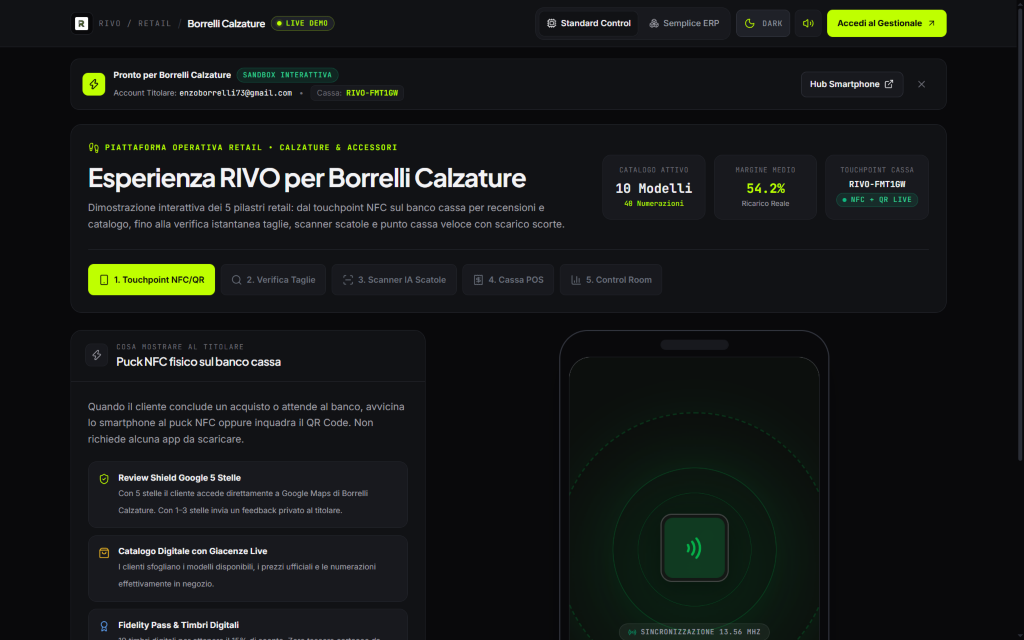 R RIVO / RETAIL / Borrelli Calzature LIVE DEMO
Standard Control
Semplice ERP
DARK
Accedi al Gestionale
Pronto per Borrelli Calzature SANDBOX INTERATTIVA
Account Titolare: enzoborrelli73@gmail.com • Cassa: RIVO-FMT1GW
Hub Smartphone
PIATTAFORMA OPERATIVA RETAIL • CALZATURE & ACCESSORI
Esperienza RIVO per Borrelli Calzature
Dimostrazione interattiva dei 5 pilastri retail: dal touchpoint NFC sul banco cassa per recensioni e
catalogo, fino alla verifica istantanea taglie, scanner scatole e punto cassa veloce con scarico scorte.
CATALOGO ATTIVO
10 Modelli
40 Numerazioni
MARGINE MEDIO
54.2%
Ricarico Reale
TOUCHPOINT CASSA
RIVO-FMT1GW
NFC + QR LIVE
1. Touchpoint NFC/QR
2. Verifica Taglie
3. Scanner IA Scatole
4. Cassa POS
5. Control Room
COSA MOSTRARE AL TITOLARE
Puck NFC fisico sul banco cassa
Quando il cliente conclude un acquisto o attende al banco, avvicina
lo smartphone al puck NFC oppure inquadra il QR Code. Non
richiede alcuna app da scaricare.
Review Shield Google 5 Stelle
Con 5 stelle il cliente accede direttamente a Google Maps di Borrelli
Calzature. Con 1-3 stelle invia un feedback privato al titolare.
Catalogo Digitale con Giacenze Live
I clienti sfogliano i modelli disponibili, i prezzi ufficiali e le numerazioni
effettivamente in negozio.
Fidelity Pass & Timbri Digitali
SINCRONIZZAZIONE 13.56 MHZ